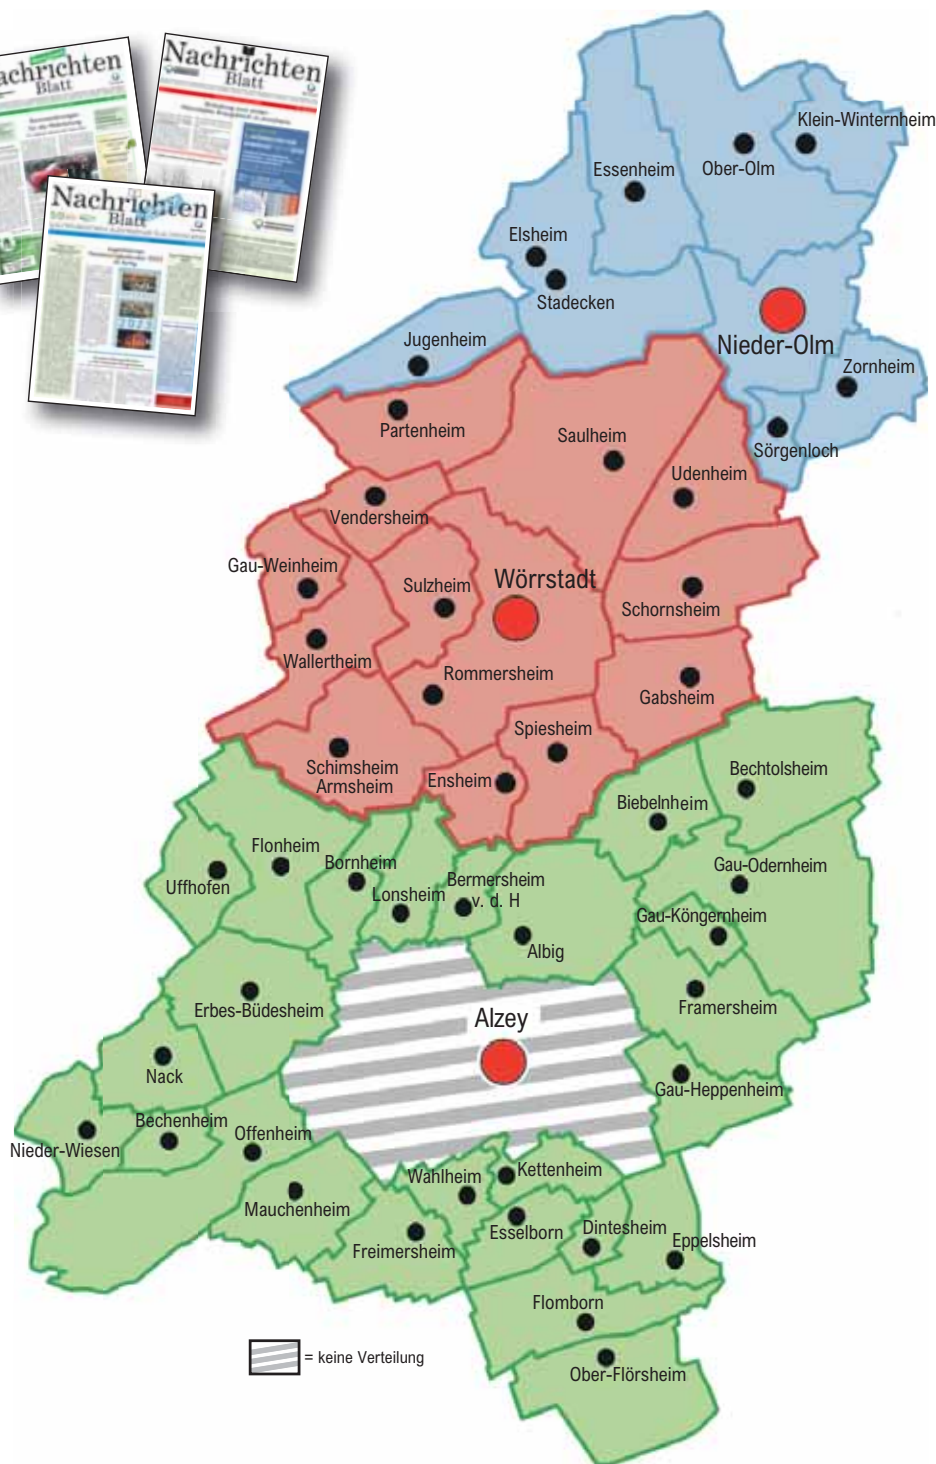 Nachrichten
Blatt
Nachrichten
Blatt
Nachrichten
Blatt
Klein-Winternheim
Ober-Olm
Essenheim
Elsheim
Stadecken
Nieder-Olm
Jugenheim
Zornheim
Sörgenloch
Partenheim
Saulheim
Udenheim
Vendersheim
Gau-Weinheim
Sulzheim
Wörrstadt
Schornsheim
Wallertheim
Rommersheim
Gabsheim
Spiesheim
Schimsheim
Armsheim
Ensheim
Bechtolsheim
Biebelnheim
Flonheim
Bornheim
Uffhofen
Lonsheim
Bermersheim
v. d. H
Gau-Odernheim
Gau-Köngernheim
Albig
Erbes-Büdesheim
Framersheim
Alzey
Nack
Gau-Heppenheim
Bechenheim
Offenheim
Nieder-Wiesen
Wahlheim
Kettenheim
Mauchenheim
Esselborn
Dintesheim
Freimersheim
Eppelsheim
Flomborn
= keine Verteilung
Ober-Flörsheim